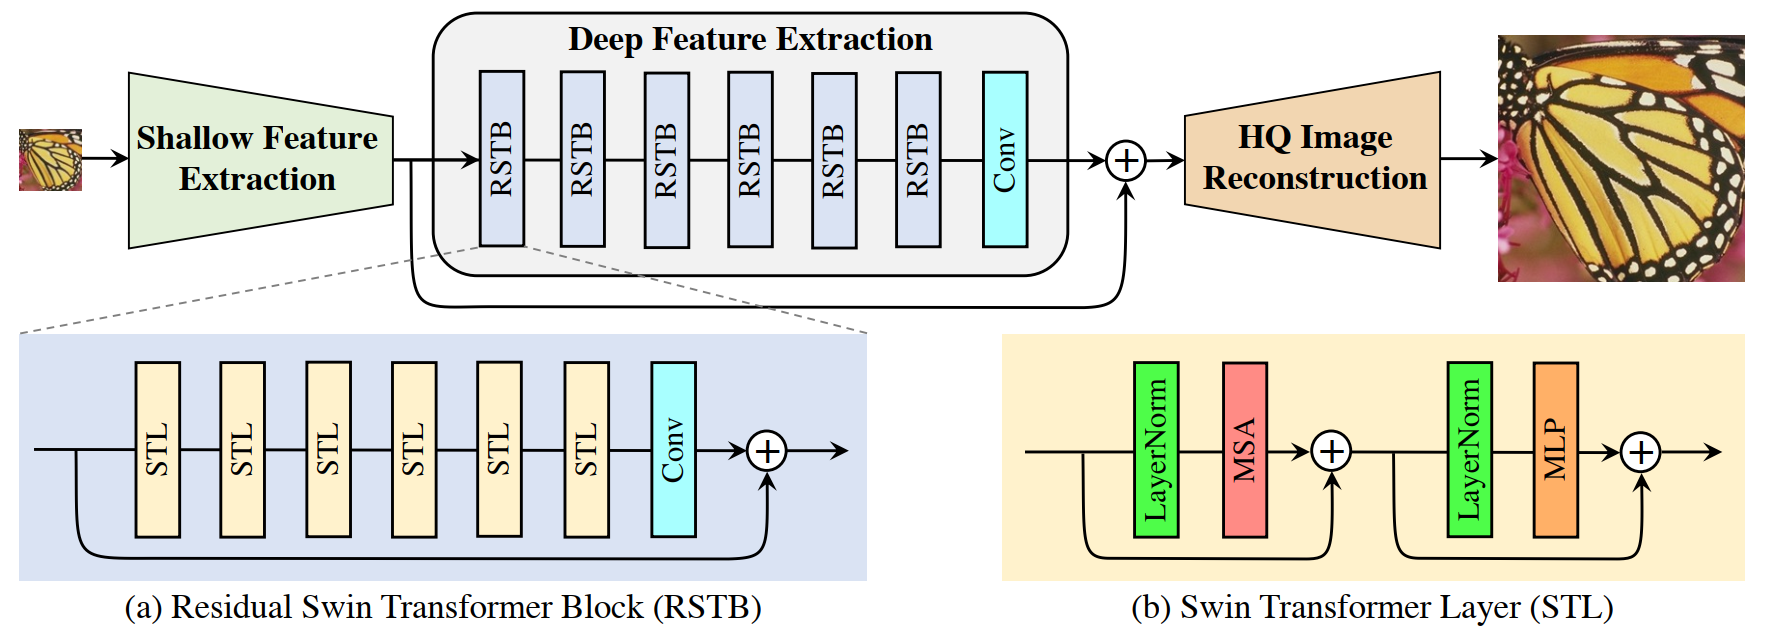 Deep Feature Extraction
Shallow Feature
Extraction
RSTB
RSTB
RSTB
RSTB
RSTB
RSTB
Conv
+
HQ Image
Reconstruction
STL
STL
STL
STL
STL
STL
Conv
+
(a) Residual Swin Transformer Block (RSTB)
LayerNorm
MSA
+
LayerNorm
MLP
+
(b) Swin Transformer Layer (STL)